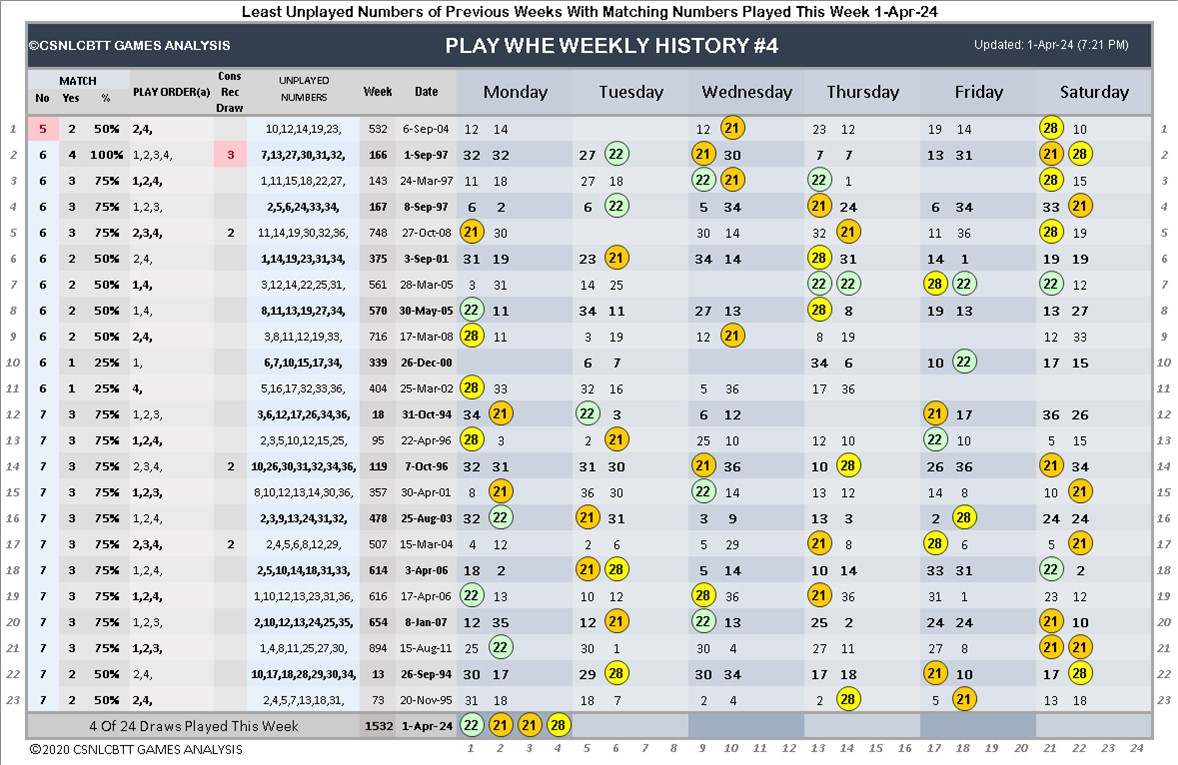 Least Unplayed Numbers of Previous Weeks With Matching Numbers Played This Week 1-Apr-24
©CSNLCBTT GAMES ANALYSIS PLAY WHE WEEKLY HISTORY #4 Updated: 1-Apr-24 (7:21 PM)
MATCH
No Yes % PLAY ORDER(a) Cons Rec Draw UNPLAYED NUMBERS Week Date Monday Tuesday Wednesday Thursday Friday Saturday
1 5 2 50% 2,4, 10,12,14,19,23, 532 6-Sep-04 12 14 12 21 23 12 19 14 28 10 1
2 6 4 100% 1,2,3,4, 3 7,13,27,30,31,32, 166 1-Sep-97 32 32 27 22 21 30 7 7 13 31 21 28 2
3 6 3 75% 1,2,4, 1,11,15,18,22,27, 143 24-Mar-97 11 18 27 18 22 21 22 1 28 15 3
4 6 3 75% 1,2,3, 2,5,6,24,33,34, 167 8-Sep-97 6 2 6 22 5 34 21 24 6 34 33 21 4
5 6 3 75% 2,3,4, 2 11,14,19,30,32,36, 748 27-Oct-08 21 30 30 14 32 21 11 36 28 19 5
6 6 2 50% 2,4, 1,14,19,23,31,34, 375 3-Sep-01 31 19 23 21 34 14 28 31 14 1 19 19 6
7 6 2 50% 1,4, 3,12,14,22,25,31, 561 28-Mar-05 3 31 14 25 22 22 28 22 22 12 7
8 6 2 50% 1,4, 8,11,13,19,27,34, 570 30-May-05 22 11 34 11 27 13 28 8 19 13 13 27 8
9 6 2 50% 2,4, 3,8,11,12,19,33, 716 17-Mar-08 28 11 3 19 12 21 8 19 12 33 9
10 6 1 25% 1, 6,7,10,15,17,34, 339 26-Dec-00 6 7 34 6 10 22 17 15 10
11 6 1 25% 4, 5,16,17,32,33,36, 404 25-Mar-02 28 33 32 16 5 36 17 36 11
12 7 3 75% 1,2,3, 3,6,12,17,26,34,36, 18 31-Oct-94 34 21 22 3 6 12 21 17 36 26 12
13 7 3 75% 1,2,4, 2,3,5,10,12,15,25, 95 22-Apr-96 28 3 2 21 25 10 12 10 22 10 5 15 13
14 7 3 75% 2,3,4, 2 10,26,30,31,32,34,36, 119 7-Oct-96 32 31 31 30 21 36 10 28 26 36 21 34 14
15 7 3 75% 1,2,3, 8,10,12,13,14,30,36, 357 30-Apr-01 8 21 36 30 22 14 13 12 14 8 10 21 15
16 7 3 75% 1,2,4, 2,3,9,13,24,31,32, 478 25-Aug-03 32 22 21 31 3 9 13 3 2 28 24 24 16
17 7 3 75% 2,3,4, 2 2,4,5,6,8,12,29, 507 15-Mar-04 4 12 2 6 5 29 21 8 28 6 5 21 17
18 7 3 75% 1,2,4, 2,5,10,14,18,31,33, 614 3-Apr-06 18 2 21 28 5 14 10 14 33 31 22 2 18
19 7 3 75% 1,2,4, 1,10,12,13,23,31,36, 616 17-Apr-06 22 13 10 12 28 36 21 36 31 1 23 12 19
20 7 3 75% 1,2,3, 2,10,12,13,24,25,35, 654 8-Jan-07 12 35 12 21 22 13 25 2 24 24 21 10 20
21 7 3 75% 1,2,3, 1,4,8,11,25,27,30, 894 15-Aug-11 25 22 30 1 30 4 27 11 27 8 21 21 21
22 7 2 50% 2,4, 10,17,18,28,29,30,34, 13 26-Sep-94 30 17 29 28 30 34 17 18 21 10 17 28 22
23 7 2 50% 2,4, 2,4,5,7,13,18,31, 73 20-Nov-95 31 18 18 7 2 4 2 28 5 21 13 18 23
4 Of 24 Draws Played This Week 1532 1-Apr-24 22 21 21 28
©2020 CSNLCBTT GAMES ANALYSIS 1 2 3 4 5 6 7 8 9 10 11 12 13 14 15 16 17 18 19 20 21 22 23 24